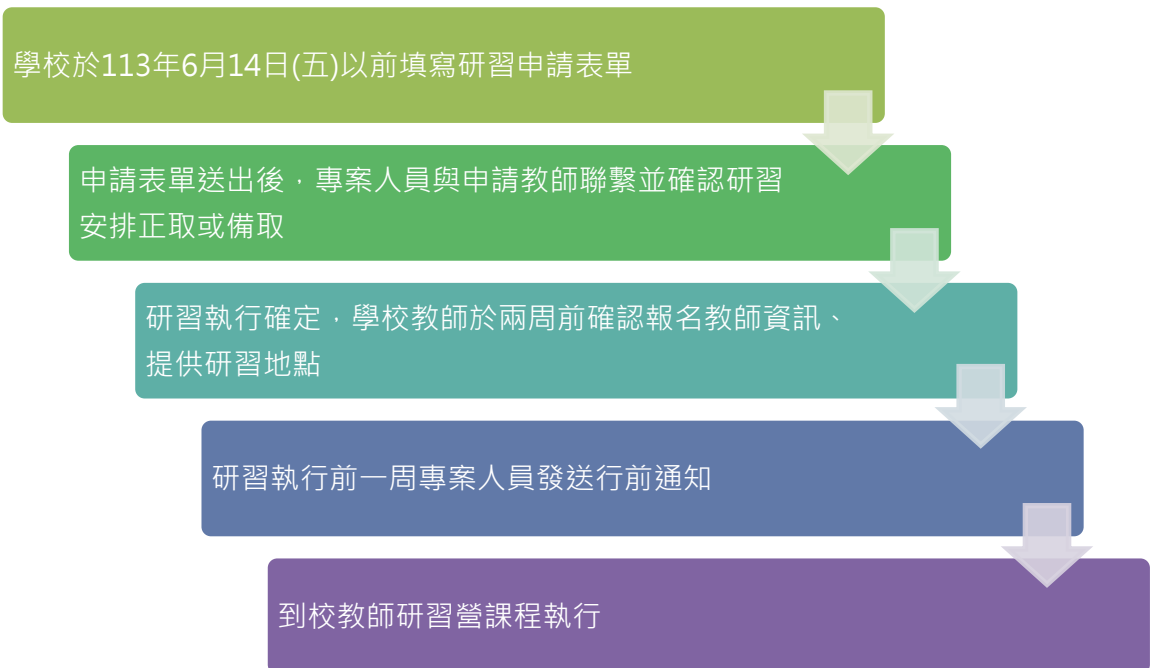 學校於113年6月14日(五)以前填寫研習申請表單
申請表單送出後，專案人員與申請教師聯繫並確認研習
安排正取或備取
研習執行確定，學校教師於兩周前確認報名教師資訊、
提供研習地點
研習執行前一周專案人員發送行前通知
到校教師研習營課程執行